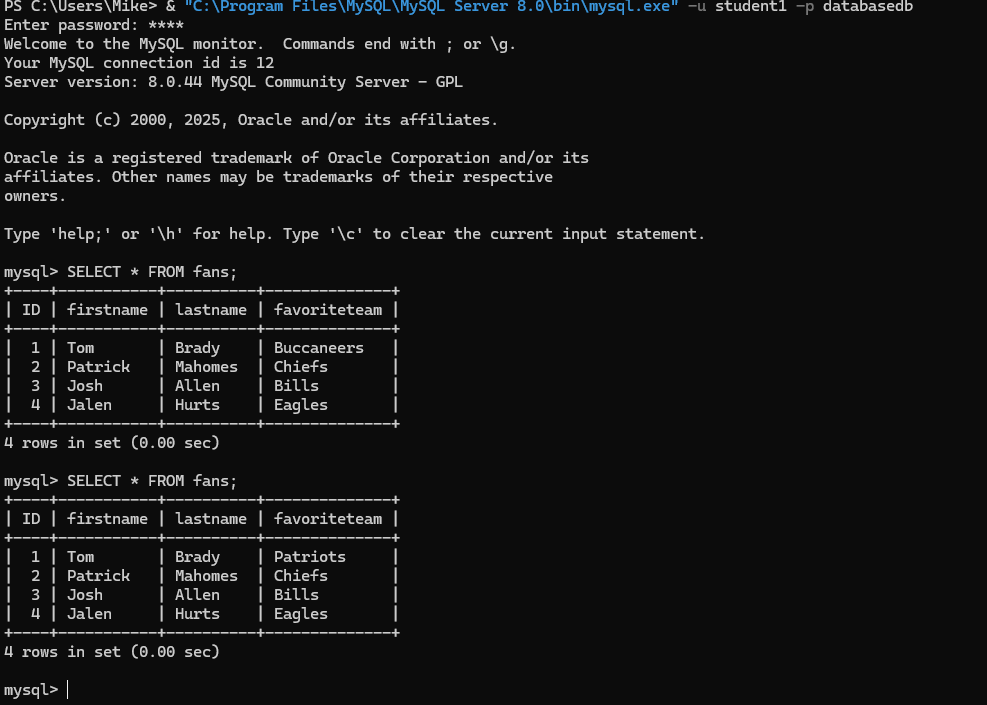 PS C:\Users\Mike> & "C:\Program Files\MySQL\MySQL Server 8.0\bin\mysql.exe" -u student1 -p databasedb
Enter password: ****
Welcome to the MySQL monitor.  Commands end with ; or \g.
Your MySQL connection id is 12
Server version: 8.0.44 MySQL Community Server - GPL

Copyright (c) 2000, 2025, Oracle and/or its affiliates.

Oracle is a registered trademark of Oracle Corporation and/or its
affiliates. Other names may be trademarks of their respective
owners.

Type 'help;' or '\h' for help. Type '\c' to clear the current input statement.

mysql> SELECT * FROM fans;
+----+-----------+----------+--------------+
| ID | firstname | lastname | favoriteteam |
+----+-----------+----------+--------------+
|  1 | Tom       | Brady    | Buccaneers   |
|  2 | Patrick   | Mahomes  | Chiefs       |
|  3 | Josh      | Allen    | Bills        |
|  4 | Jalen     | Hurts    | Eagles       |
+----+-----------+----------+--------------+
4 rows in set (0.00 sec)

mysql> SELECT * FROM fans;
+----+-----------+----------+--------------+
| ID | firstname | lastname | favoriteteam |
+----+-----------+----------+--------------+
|  1 | Tom       | Brady    | Patriots     |
|  2 | Patrick   | Mahomes  | Chiefs       |
|  3 | Josh      | Allen    | Bills        |
|  4 | Jalen     | Hurts    | Eagles       |
+----+-----------+----------+--------------+
4 rows in set (0.00 sec)

mysql>